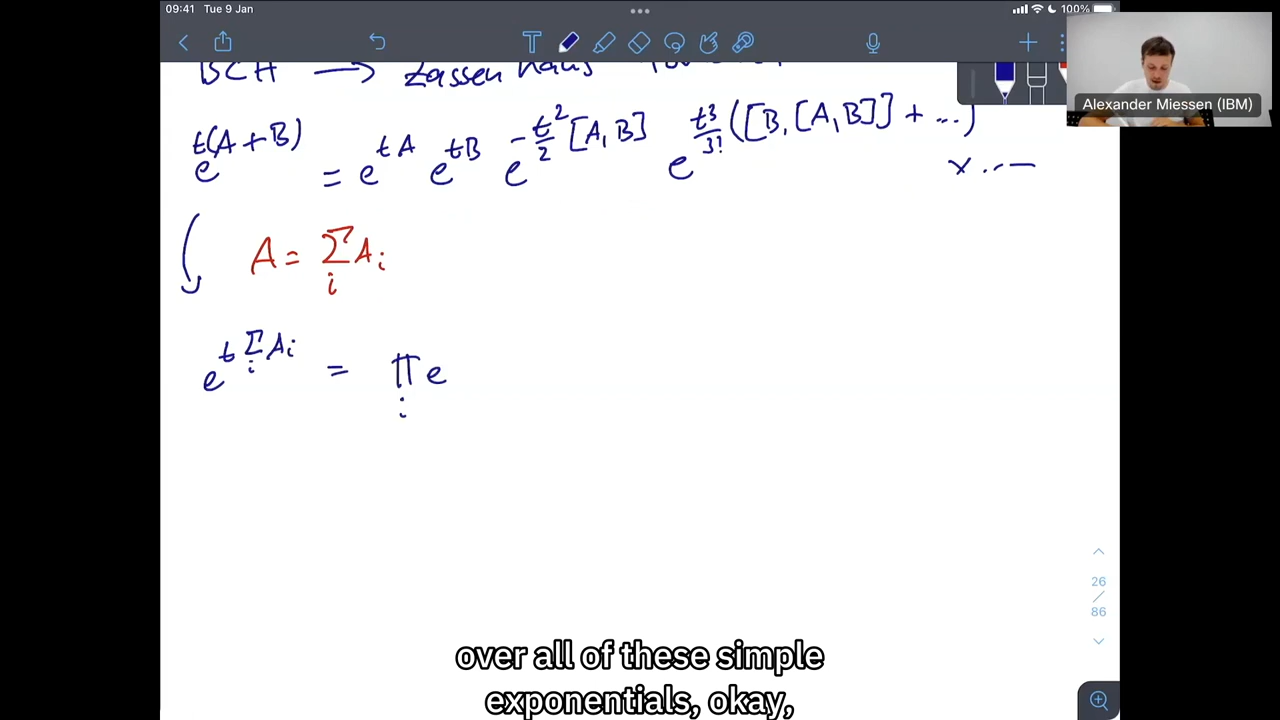 09:41 Tue 9 Jan
100%
Alexander Miessen (IBM)
BCH → Zassenhaus
e^{t(A+B)} = e^{tA} e^{tB} e^{-t²/2 [A,B]} e^{t³/3! ([B,[A,B]] + ...)} × ...
A = Σ_i A_i
e^{t Σ_i A_i} = Π_i e
26
/
86
over all of these simple
exponentials, okay,